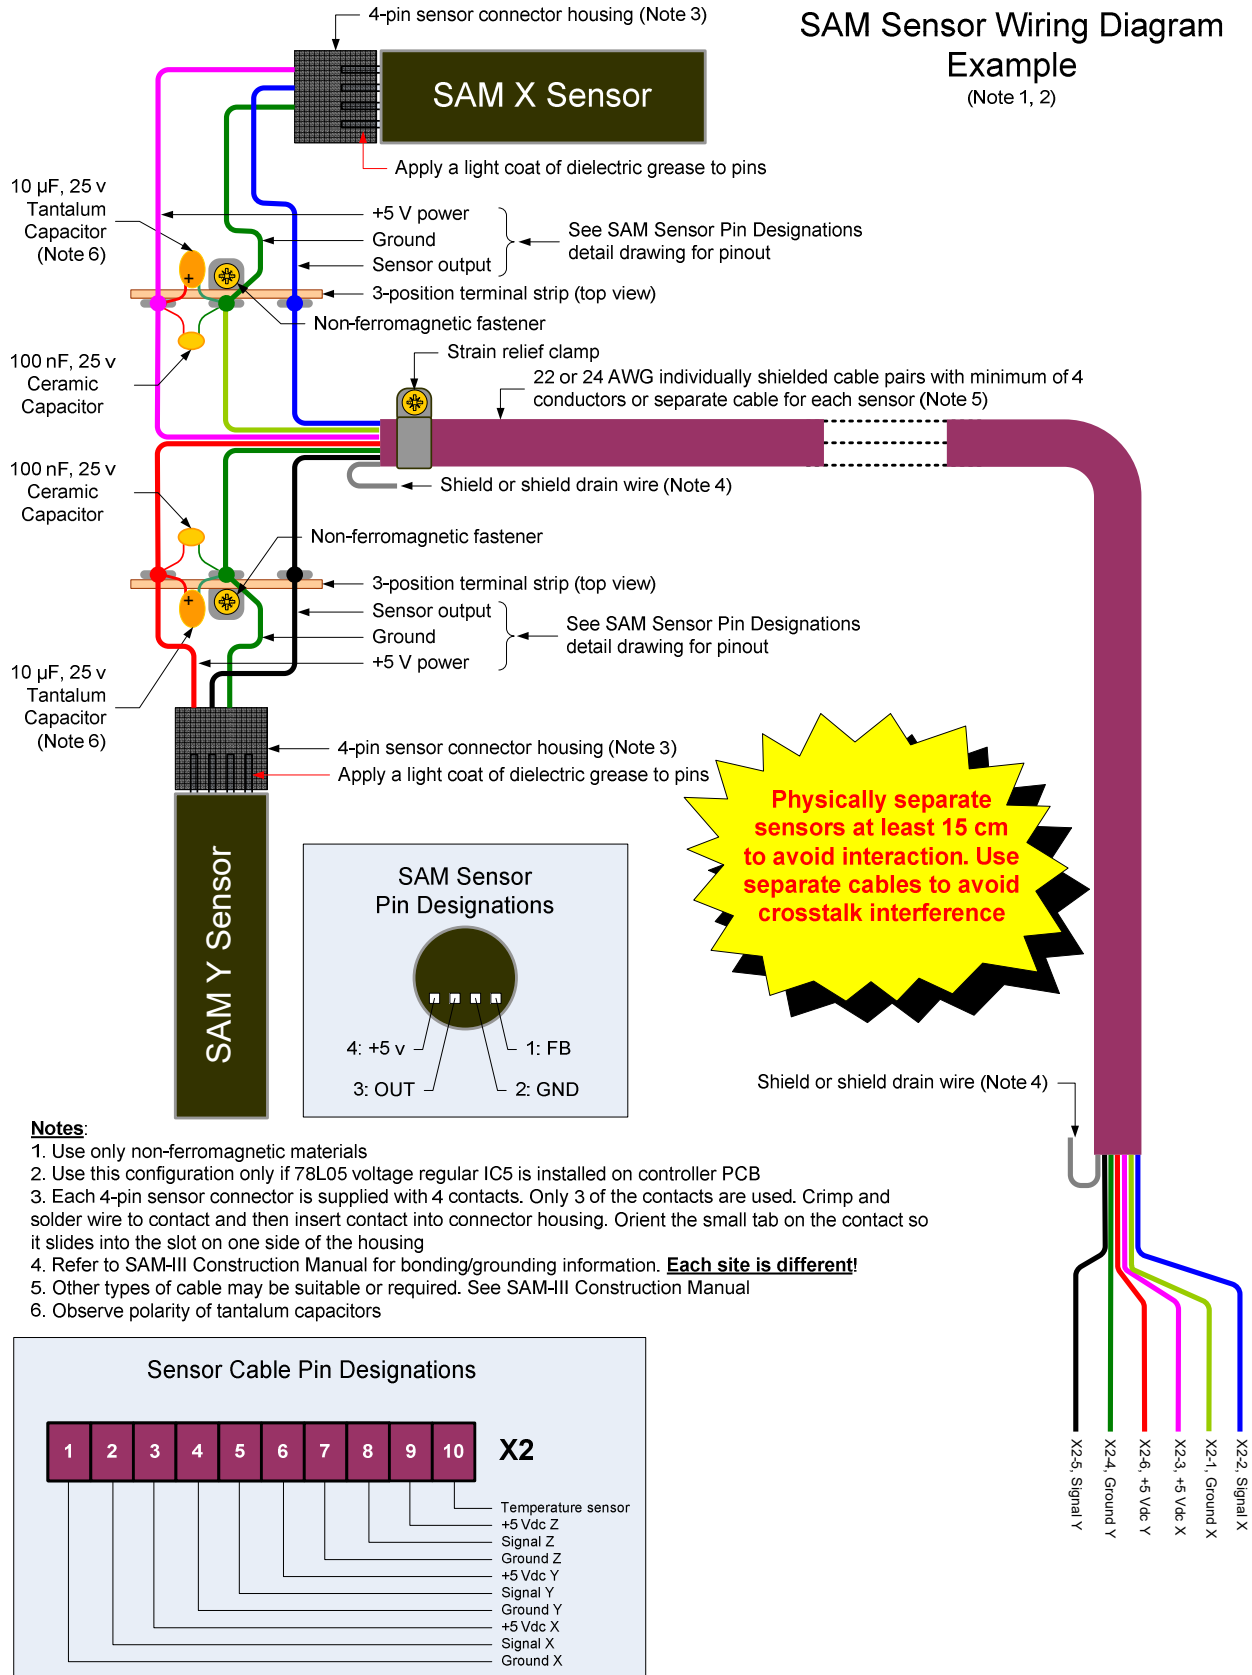 SAM Sensor Wiring Diagram
Example
(Note 1, 2)
4-pin sensor connector housing (Note 3)
SAM X Sensor
Apply a light coat of dielectric grease to pins
10 µF, 25 v
Tantalum
Capacitor
(Note 6)
+5 V power
Ground
Sensor output
See SAM Sensor Pin Designations
detail drawing for pinout
+
3-position terminal strip (top view)
Non-ferromagnetic fastener
100 nF, 25 v
Ceramic
Capacitor
Strain relief clamp
22 or 24 AWG individually shielded cable pairs with minimum of 4
conductors or separate cable for each sensor (Note 5)
100 nF, 25 v
Ceramic
Capacitor
Shield or shield drain wire (Note 4)
Non-ferromagnetic fastener
3-position terminal strip (top view)
+
Sensor output
Ground
+5 V power
See SAM Sensor Pin Designations
detail drawing for pinout
10 µF, 25 v
Tantalum
Capacitor
(Note 6)
4-pin sensor connector housing (Note 3)
Apply a light coat of dielectric grease to pins
SAM Y Sensor
Physically separate
sensors at least 15 cm
to avoid interaction. Use
separate cables to avoid
crosstalk interference
SAM Sensor
Pin Designations
4: +5 v
1: FB
3: OUT
2: GND
Shield or shield drain wire (Note 4)
Notes:
1. Use only non-ferromagnetic materials
2. Use this configuration only if 78L05 voltage regular IC5 is installed on controller PCB
3. Each 4-pin sensor connector is supplied with 4 contacts. Only 3 of the contacts are used. Crimp and
solder wire to contact and then insert contact into connector housing. Orient the small tab on the contact so
it slides into the slot on one side of the housing
4. Refer to SAM-III Construction Manual for bonding/grounding information. Each site is different!
5. Other types of cable may be suitable or required. See SAM-III Construction Manual
6. Observe polarity of tantalum capacitors
X2-5, Signal Y
X2-4, Ground Y
X2-6, +5 Vdc Y
X2-3, +5 Vdc X
X2-1, Ground X
X2-2, Signal X
Sensor Cable Pin Designations
1 2 3 4 5 6 7 8 9 10 X2
Temperature sensor
+5 Vdc Z
Signal Z
Ground Z
+5 Vdc Y
Signal Y
Ground Y
+5 Vdc X
Signal X
Ground X